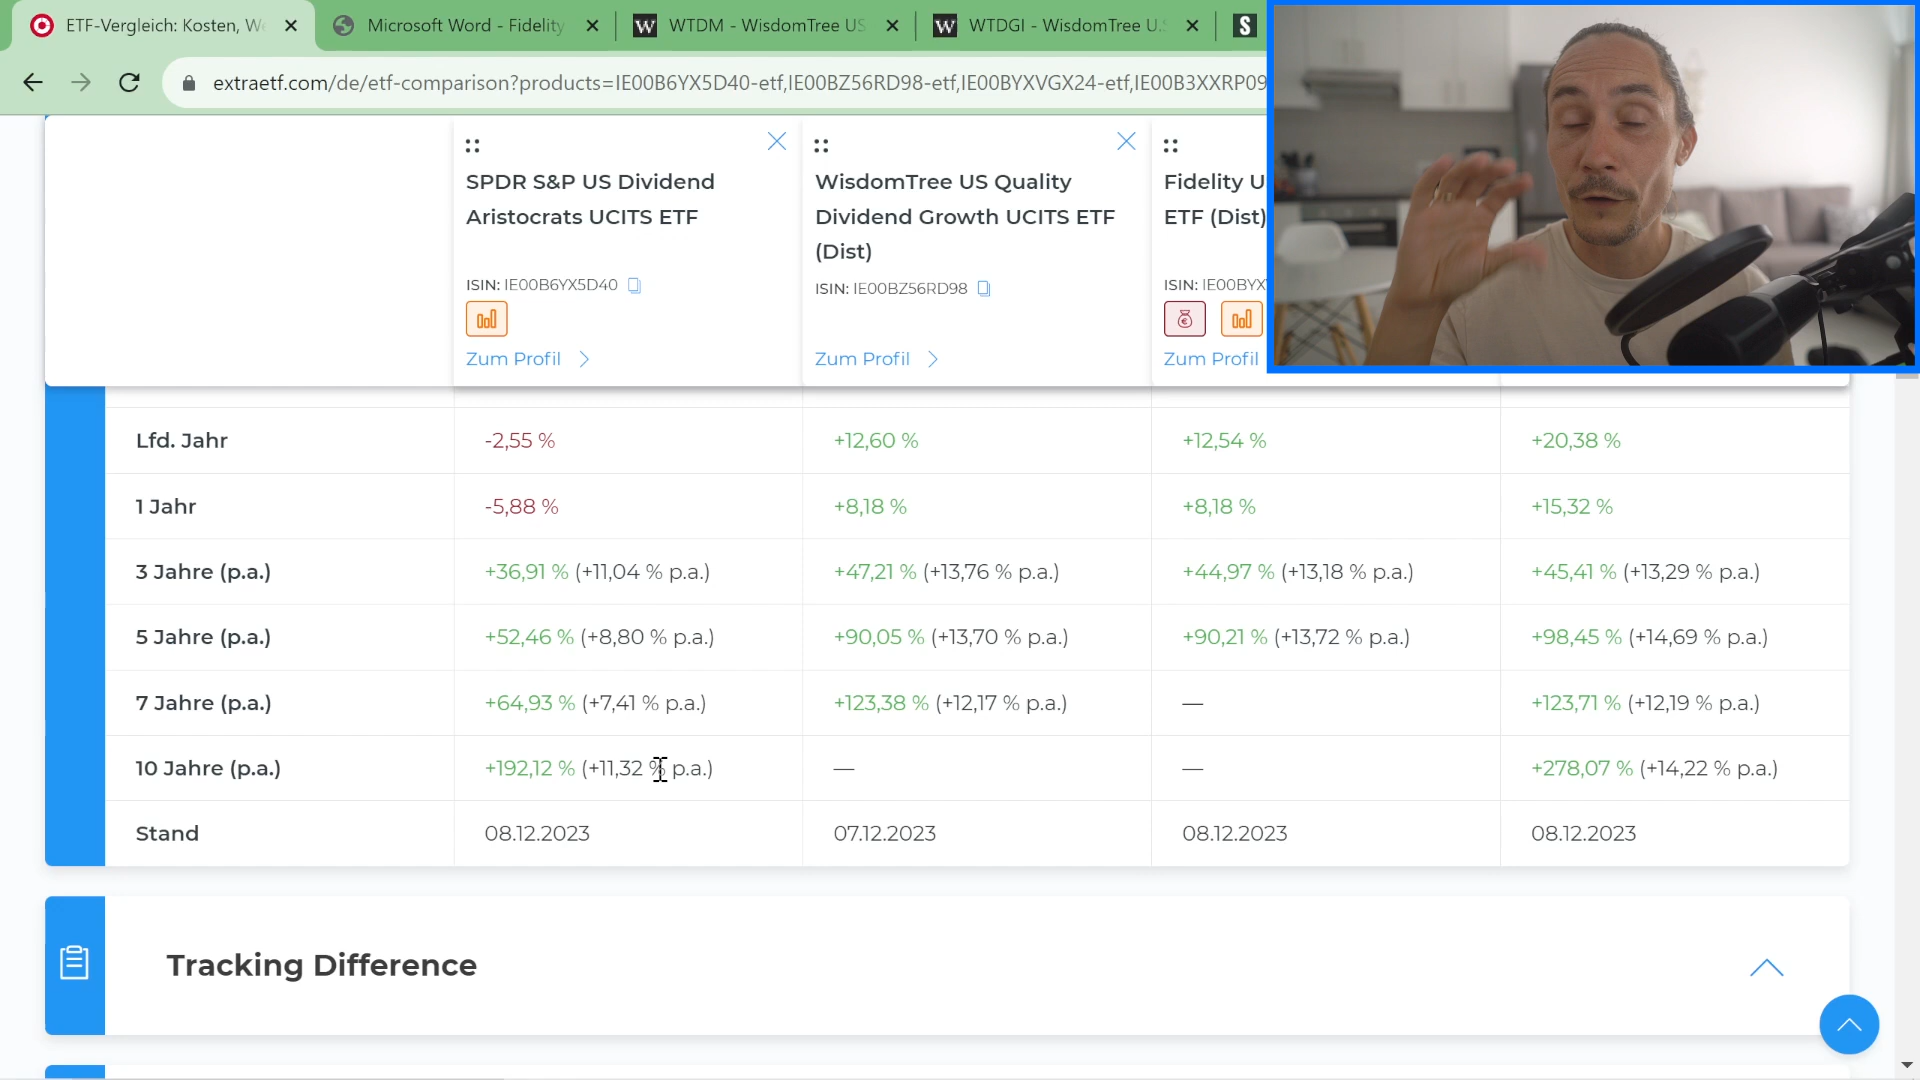 ETF-Vergleich: Kosten, We
Microsoft Word - Fidelity
WTDM - WisdomTree US
WTDGI - WisdomTree U.S
extraetf.com/de/etf-comparison?products=IE00B6YX5D40-etf,IE00BZ56RD98-etf,IE00BYXVGX24-etf,IE00B3XXRP09
SPDR S&P US Dividend
Aristocrats UCITS ETF
ISIN: IE00B6YX5D40
Zum Profil
WisdomTree US Quality
Dividend Growth UCITS ETF
(Dist)
ISIN: IE00BZ56RD98
Zum Profil
Fidelity U
ETF (Dist)
ISIN: IE00BYX
Zum Profil
Lfd. Jahr -2,55 % +12,60 % +12,54 % +20,38 %
1 Jahr -5,88 % +8,18 % +8,18 % +15,32 %
3 Jahre (p.a.) +36,91 % (+11,04 % p.a.) +47,21 % (+13,76 % p.a.) +44,97 % (+13,18 % p.a.) +45,41 % (+13,29 % p.a.)
5 Jahre (p.a.) +52,46 % (+8,80 % p.a.) +90,05 % (+13,70 % p.a.) +90,21 % (+13,72 % p.a.) +98,45 % (+14,69 % p.a.)
7 Jahre (p.a.) +64,93 % (+7,41 % p.a.) +123,38 % (+12,17 % p.a.) — +123,71 % (+12,19 % p.a.)
10 Jahre (p.a.) +192,12 % (+11,32 % p.a.) — — +278,07 % (+14,22 % p.a.)
Stand 08.12.2023 07.12.2023 08.12.2023 08.12.2023
Tracking Difference